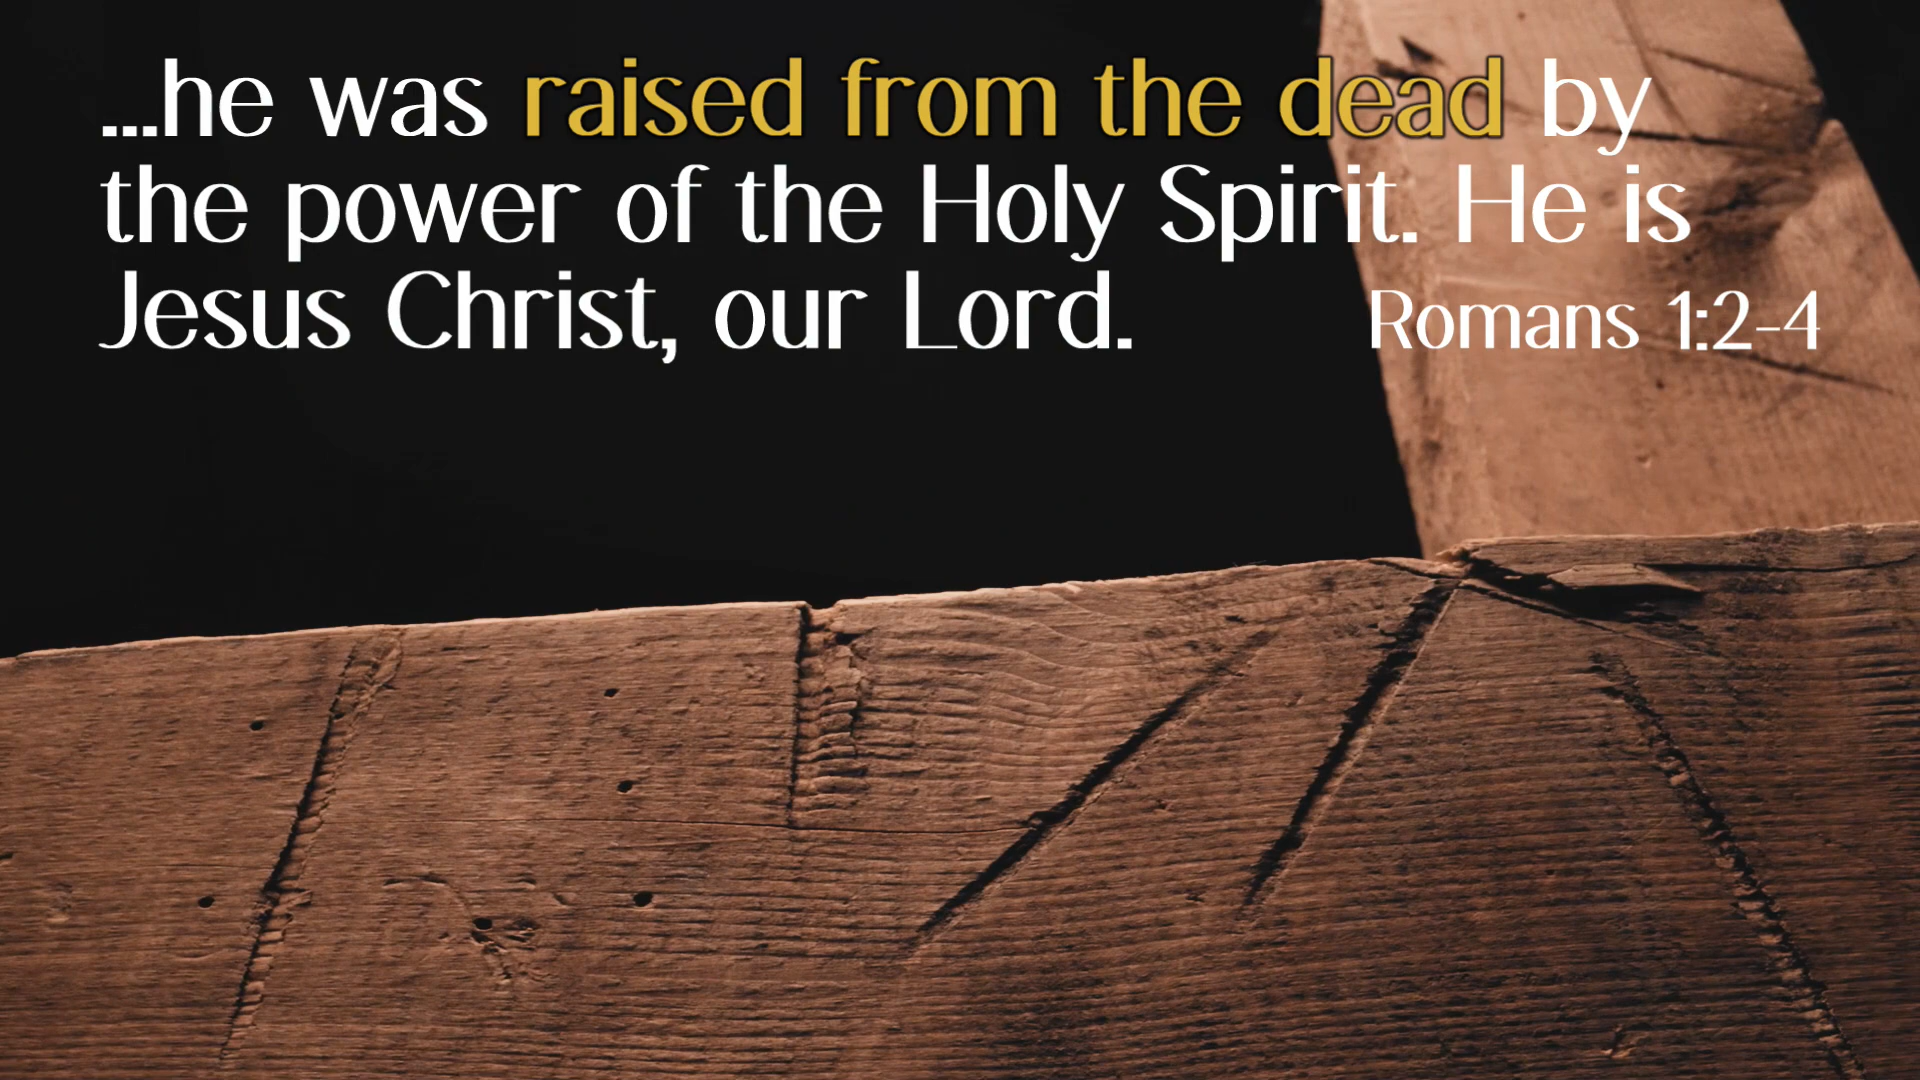 ...he was raised from the dead by
the power of the Holy Spirit. He is
Jesus Christ, our Lord.
Romans 1:2-4